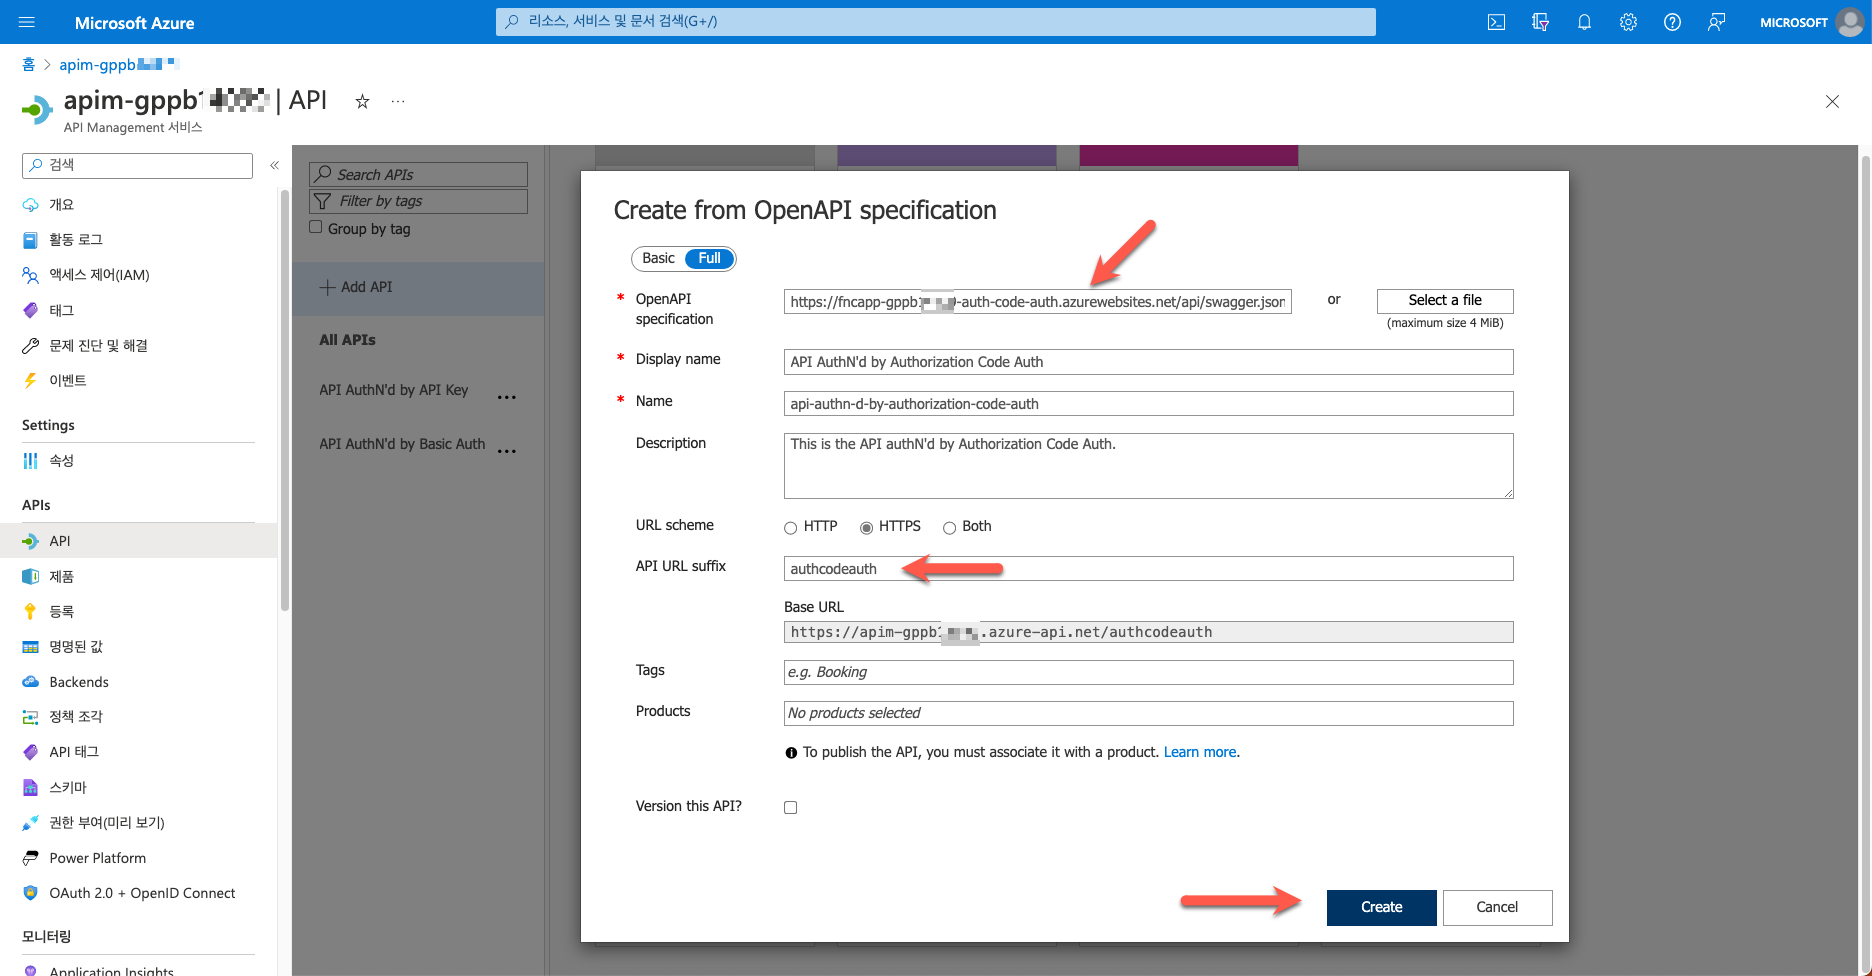 Microsoft Azure
리소스, 서비스 및 문서 검색(G+/)
MICROSOFT
홈 > apim-gppb
apim-gppb1 | API
API Management 서비스
검색
개요
활동 로그
액세스 제어(IAM)
태그
문제 진단 및 해결
이벤트
Settings
속성
APIs
API
제품
등록
명명된 값
Backends
정책 조각
API 태그
스키마
권한 부여(미리 보기)
Power Platform
OAuth 2.0 + OpenID Connect
모니터링
Application Insights
Search APIs
Filter by tags
Group by tag
Add API
All APIs
API AuthN'd by API Key
API AuthN'd by Basic Auth
Create from OpenAPI specification
Basic Full
* OpenAPI specification
https://fncapp-gppb -auth-code-auth.azurewebsites.net/api/swagger.json
or
Select a file
(maximum size 4 MiB)
* Display name
API AuthN'd by Authorization Code Auth
* Name
api-authn-d-by-authorization-code-auth
Description
This is the API authN'd by Authorization Code Auth.
URL scheme
HTTP HTTPS Both
API URL suffix
authcodeauth
Base URL
https://apim-gppb .azure-api.net/authcodeauth
Tags
e.g. Booking
Products
No products selected
To publish the API, you must associate it with a product. Learn more.
Version this API?
Create
Cancel